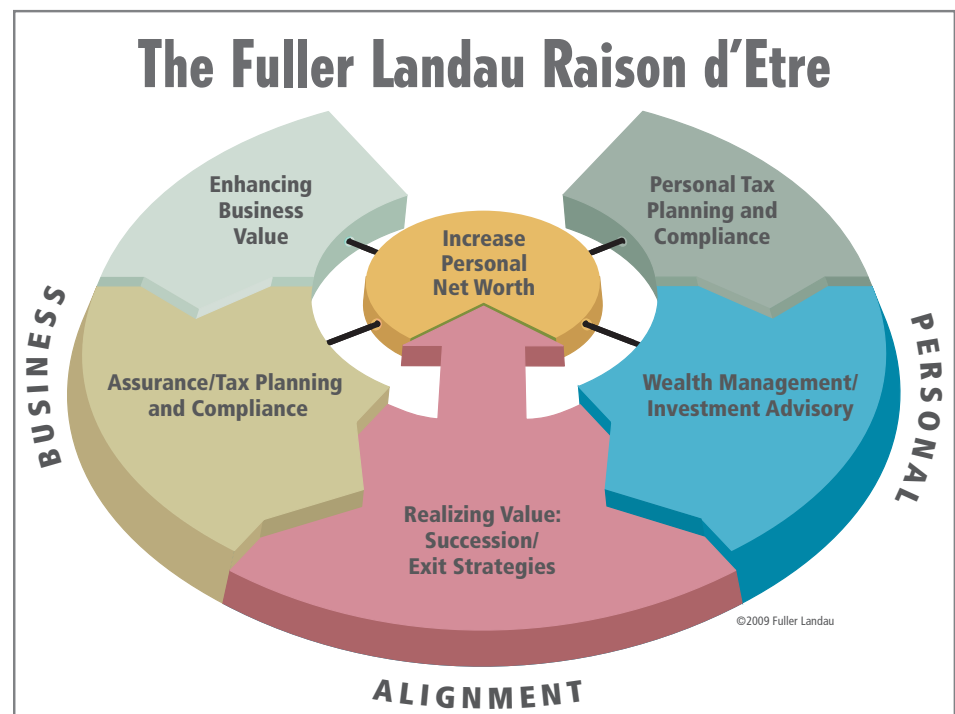 The Fuller Landau Raison d'Etre
Enhancing
Business
Value
Personal Tax
Planning and
Compliance
Increase
Personal
Net Worth
BUSINESS
PERSONAL
Assurance/Tax Planning
and Compliance
Wealth Management/
Investment Advisory
Realizing Value:
Succession/
Exit Strategies
©2009 Fuller Landau
ALIGNMENT